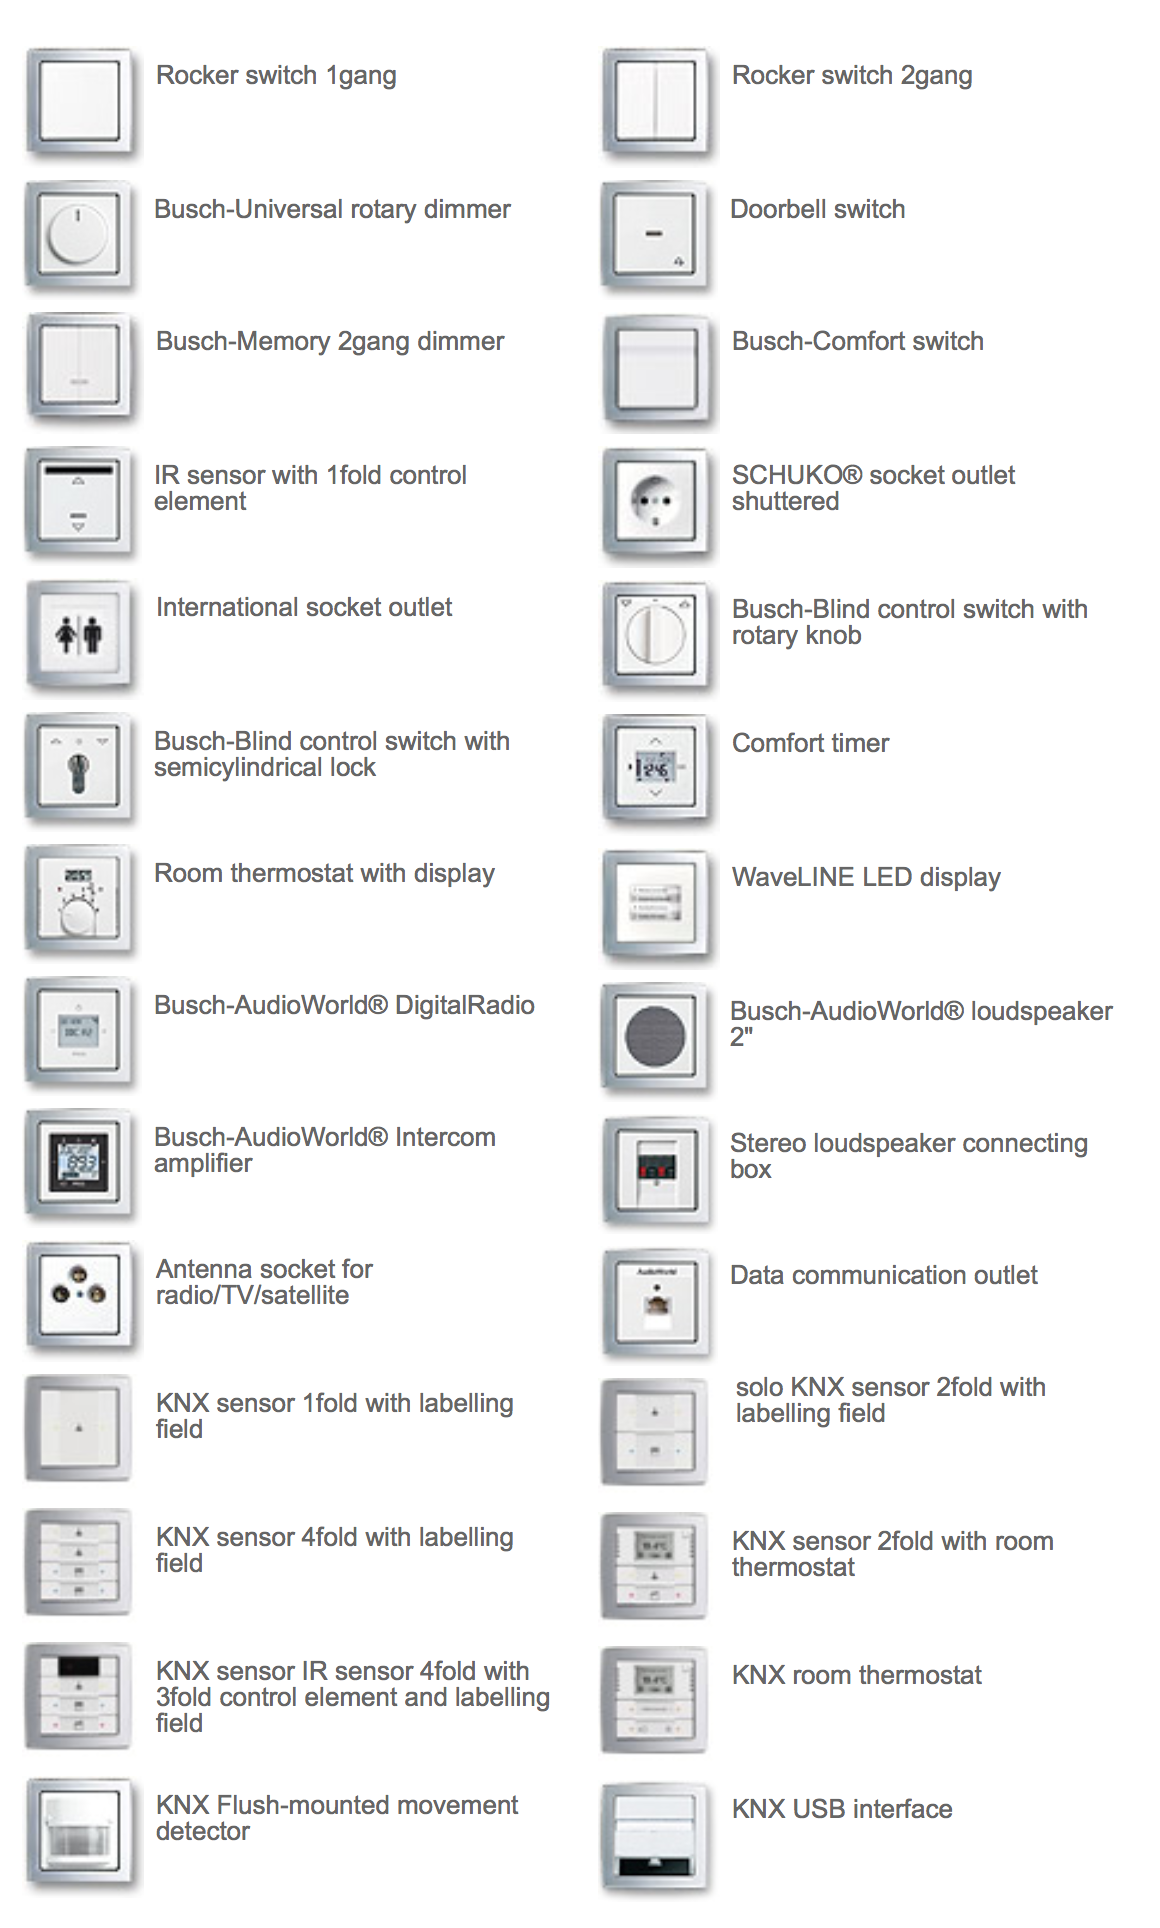 Rocker switch 1gang
Rocker switch 2gang
Busch-Universal rotary dimmer
Doorbell switch
Busch-Memory 2gang dimmer
Busch-Comfort switch
IR sensor with 1fold control
element
SCHUKO® socket outlet
shuttered
International socket outlet
Busch-Blind control switch with
rotary knob
Busch-Blind control switch with
semicylindrical lock
Comfort timer
Room thermostat with display
WaveLINE LED display
Busch-AudioWorld® DigitalRadio
Busch-AudioWorld® loudspeaker
2"
Busch-AudioWorld® Intercom
amplifier
Stereo loudspeaker connecting
box
Antenna socket for
radio/TV/satellite
AudioWorld
Data communication outlet
KNX sensor 1fold with labelling
field
solo KNX sensor 2fold with
labelling field
KNX sensor 4fold with labelling
field
KNX sensor 2fold with room
thermostat
KNX sensor IR sensor 4fold with
3fold control element and labelling
field
KNX room thermostat
KNX Flush-mounted movement
detector
KNX USB interface